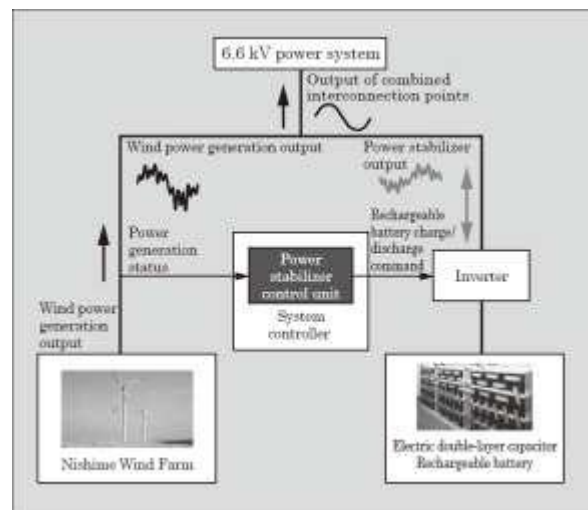 6.6 kV power system
Output of combined
interconnection points
Wind power generation output
Power stabilizer
output
Rechargeable
battery charge/
discharge
command
Power
generation
status
Power
stabilizer
control unit
System
controller
Inverter
Wind power
generation
output
Nishime Wind Farm
Electric double-layer capacitor
Rechargeable battery